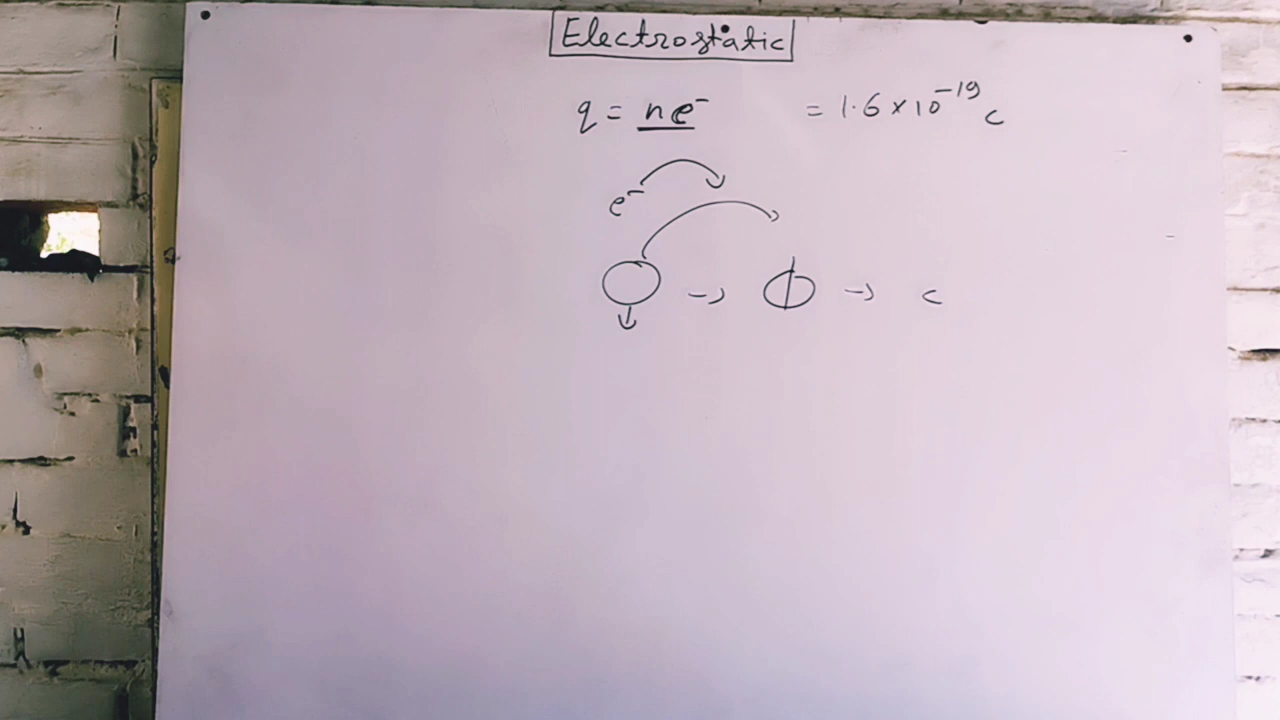 Electrostatic
q = ne⁻ = 1.6 × 10⁻¹⁹ c
e⁻
→ ϕ → c